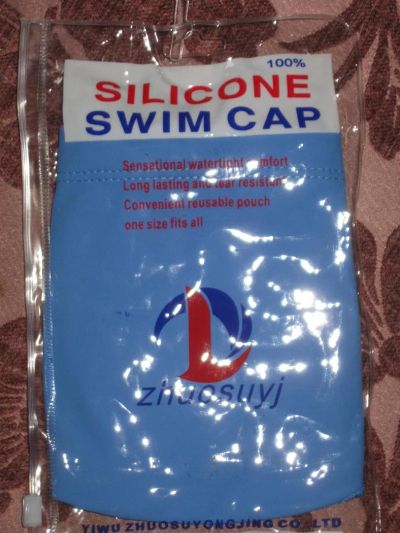 100%
SILICONE
SWIM CAP
Sensational watertight comfort
Long lasting and tear resistant
Convenient reusable pouch
one size fits all
zhuosuyj
YIWU ZHUOSUYONGJING CO.,LTD